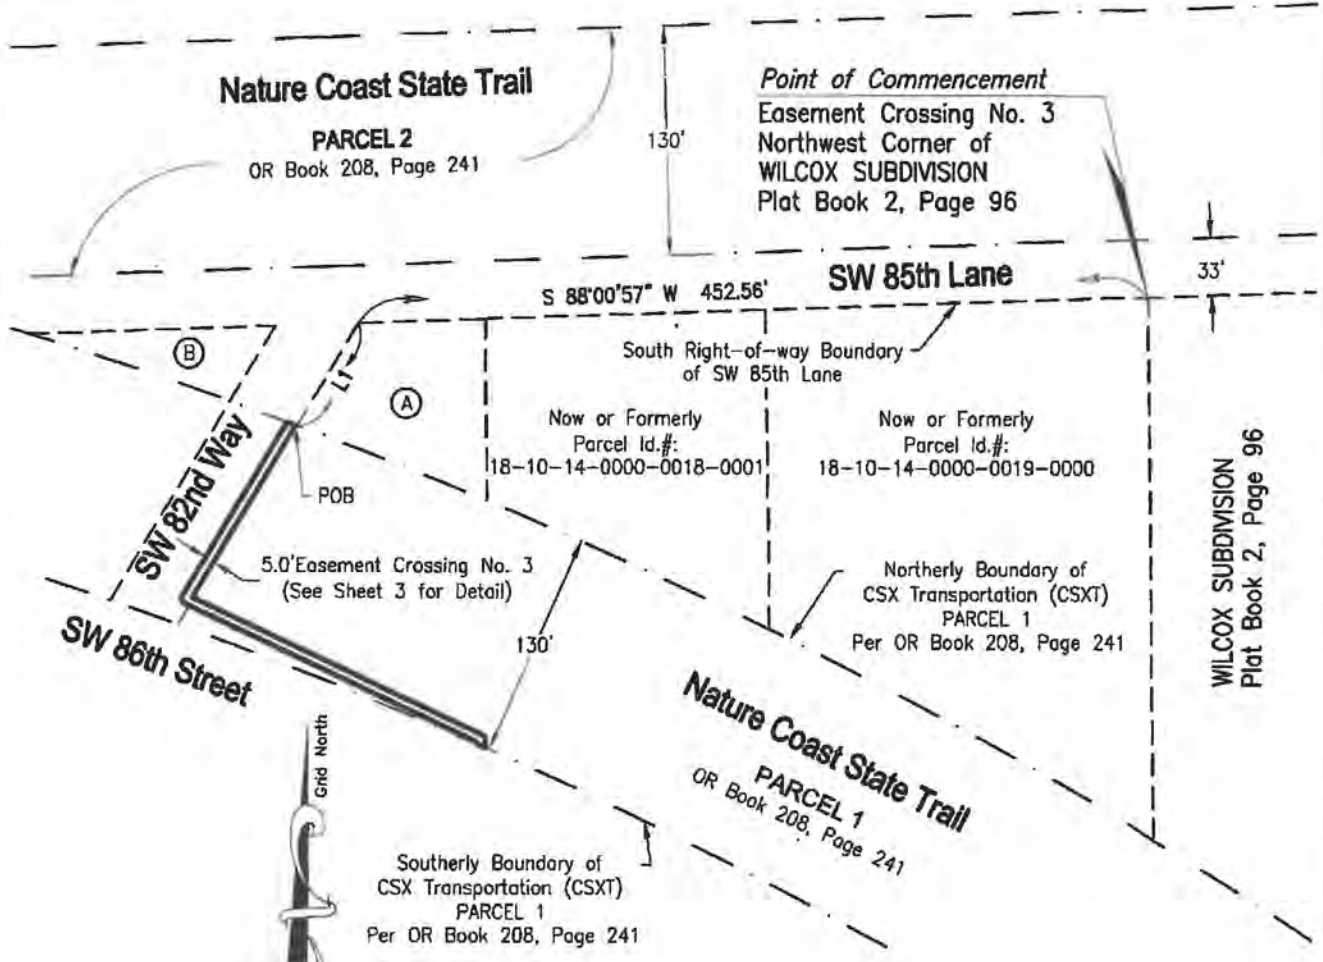 Nature Coast State Trail
PARCEL 2
OR Book 208, Page 241
130'
Point of Commencement
Easement Crossing No. 3
Northwest Corner of
WILCOX SUBDIVISION
Plat Book 2, Page 96
SW 85th Lane
33'
S 88°00'57" W 452.56'
South Right-of-way Boundary
of SW 85th Lane
B
L1
A
Now or Formerly
Parcel Id.#:
18-10-14-0000-0018-0001
Now or Formerly
Parcel Id.#:
18-10-14-0000-0019-0000
WILCOX SUBDIVISION
Plat Book 2, Page 96
SW 82nd Way
POB
5.0'Easement Crossing No. 3
(See Sheet 3 for Detail)
130'
Northerly Boundary of
CSX Transportation (CSXT)
PARCEL 1
Per OR Book 208, Page 241
SW 86th Street
Grid North
Nature Coast State Trail
PARCEL 1
OR Book 208, Page 241
Southerly Boundary of
CSX Transportation (CSXT)
PARCEL 1
Per OR Book 208, Page 241